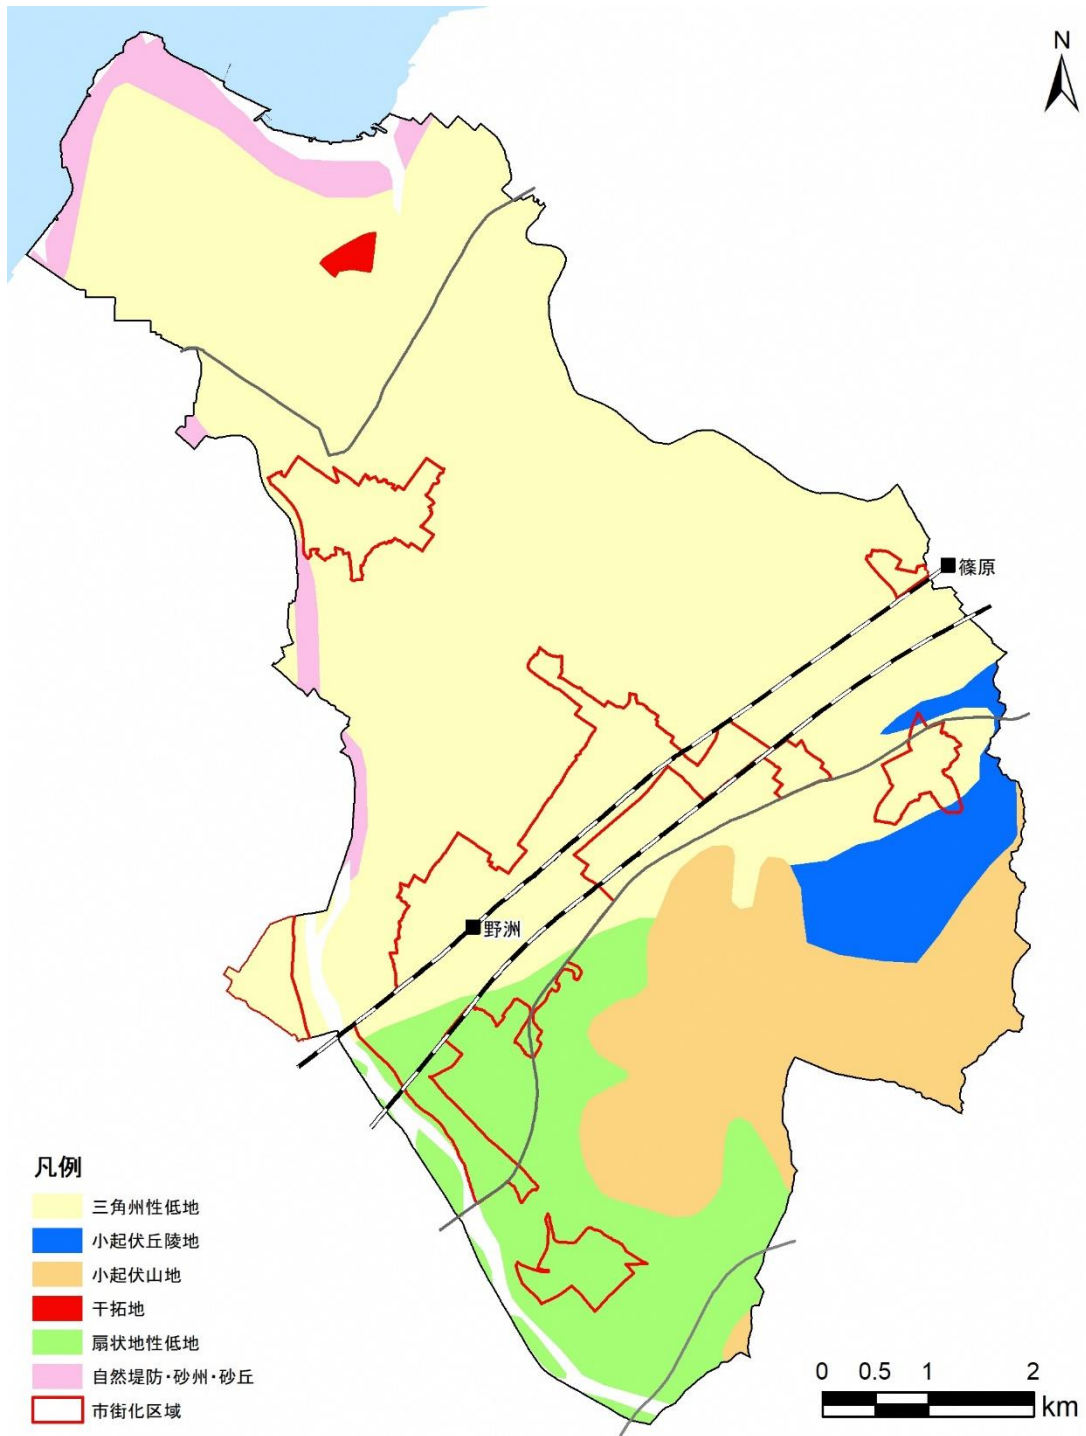 N
篠原
野洲
凡例
三角州性低地
小起伏丘陵地
小起伏山地
干拓地
扇状地性低地
自然堤防・砂州・砂丘
市街化区域
0 0.5 1 2
km